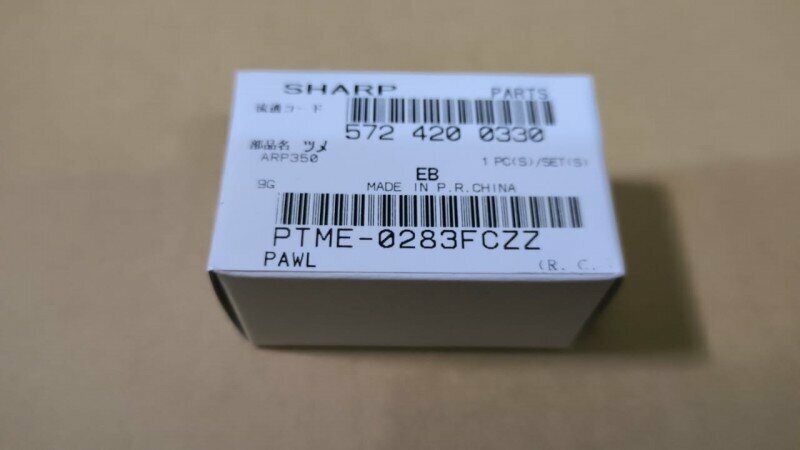 SHARP PARTS
流通コード
572 420 0330
部品名 ツメ
ARP350 1 PC(S)/SET(S)
EB
9G MADE IN P.R.CHINA
PTME-0283FCZZ
PAWL (R. C.